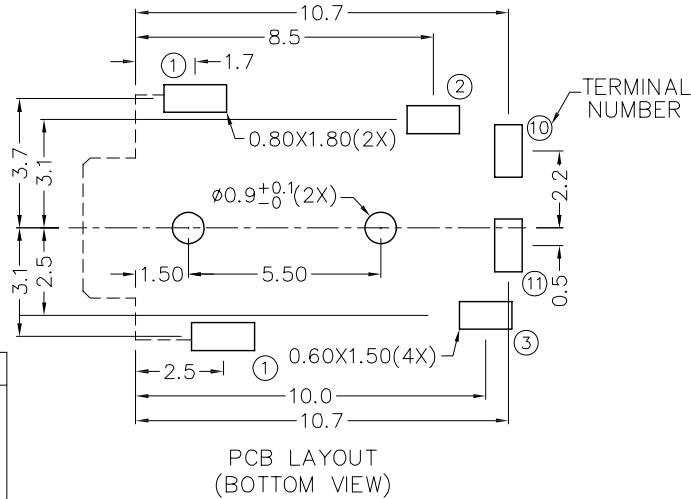 10.7
8.5
1
1.7
2
TERMINAL
NUMBER
10
0.80X1.80(2X)
3.7
3.1
2.2
ø0.9+0.1-0(2X)
1.50
5.50
3.1
2.5
0.5
11
3
0.60X1.50(4X)
2.5
1
10.0
10.7
PCB LAYOUT
(BOTTOM VIEW)